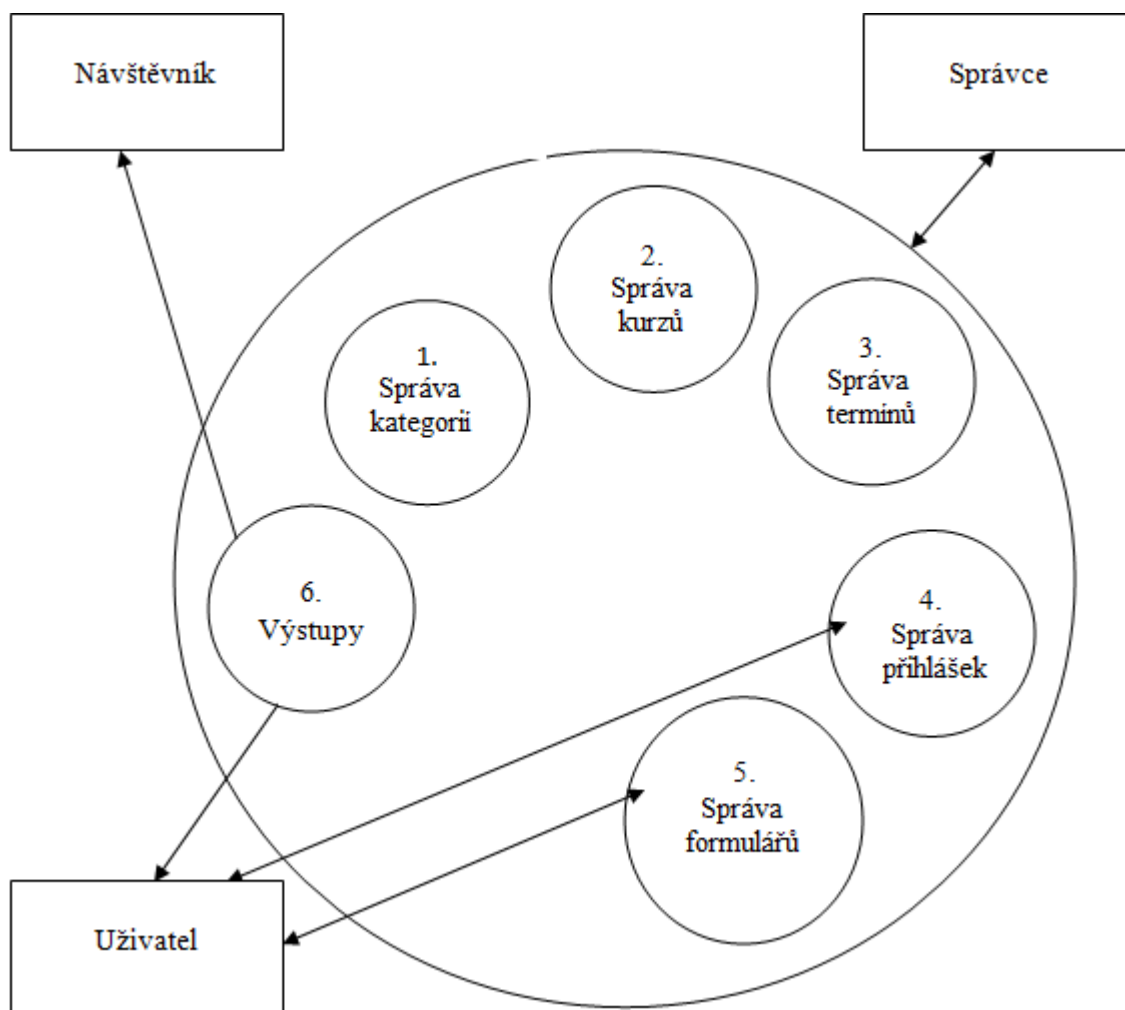 Návštěvník
Správce
2.
Správa
kurzů
1.
Správa
kategorií
3.
Správa
termínů
6.
Výstupy
4.
Správa
přihlášek
5.
Správa
formulářů
Uživatel